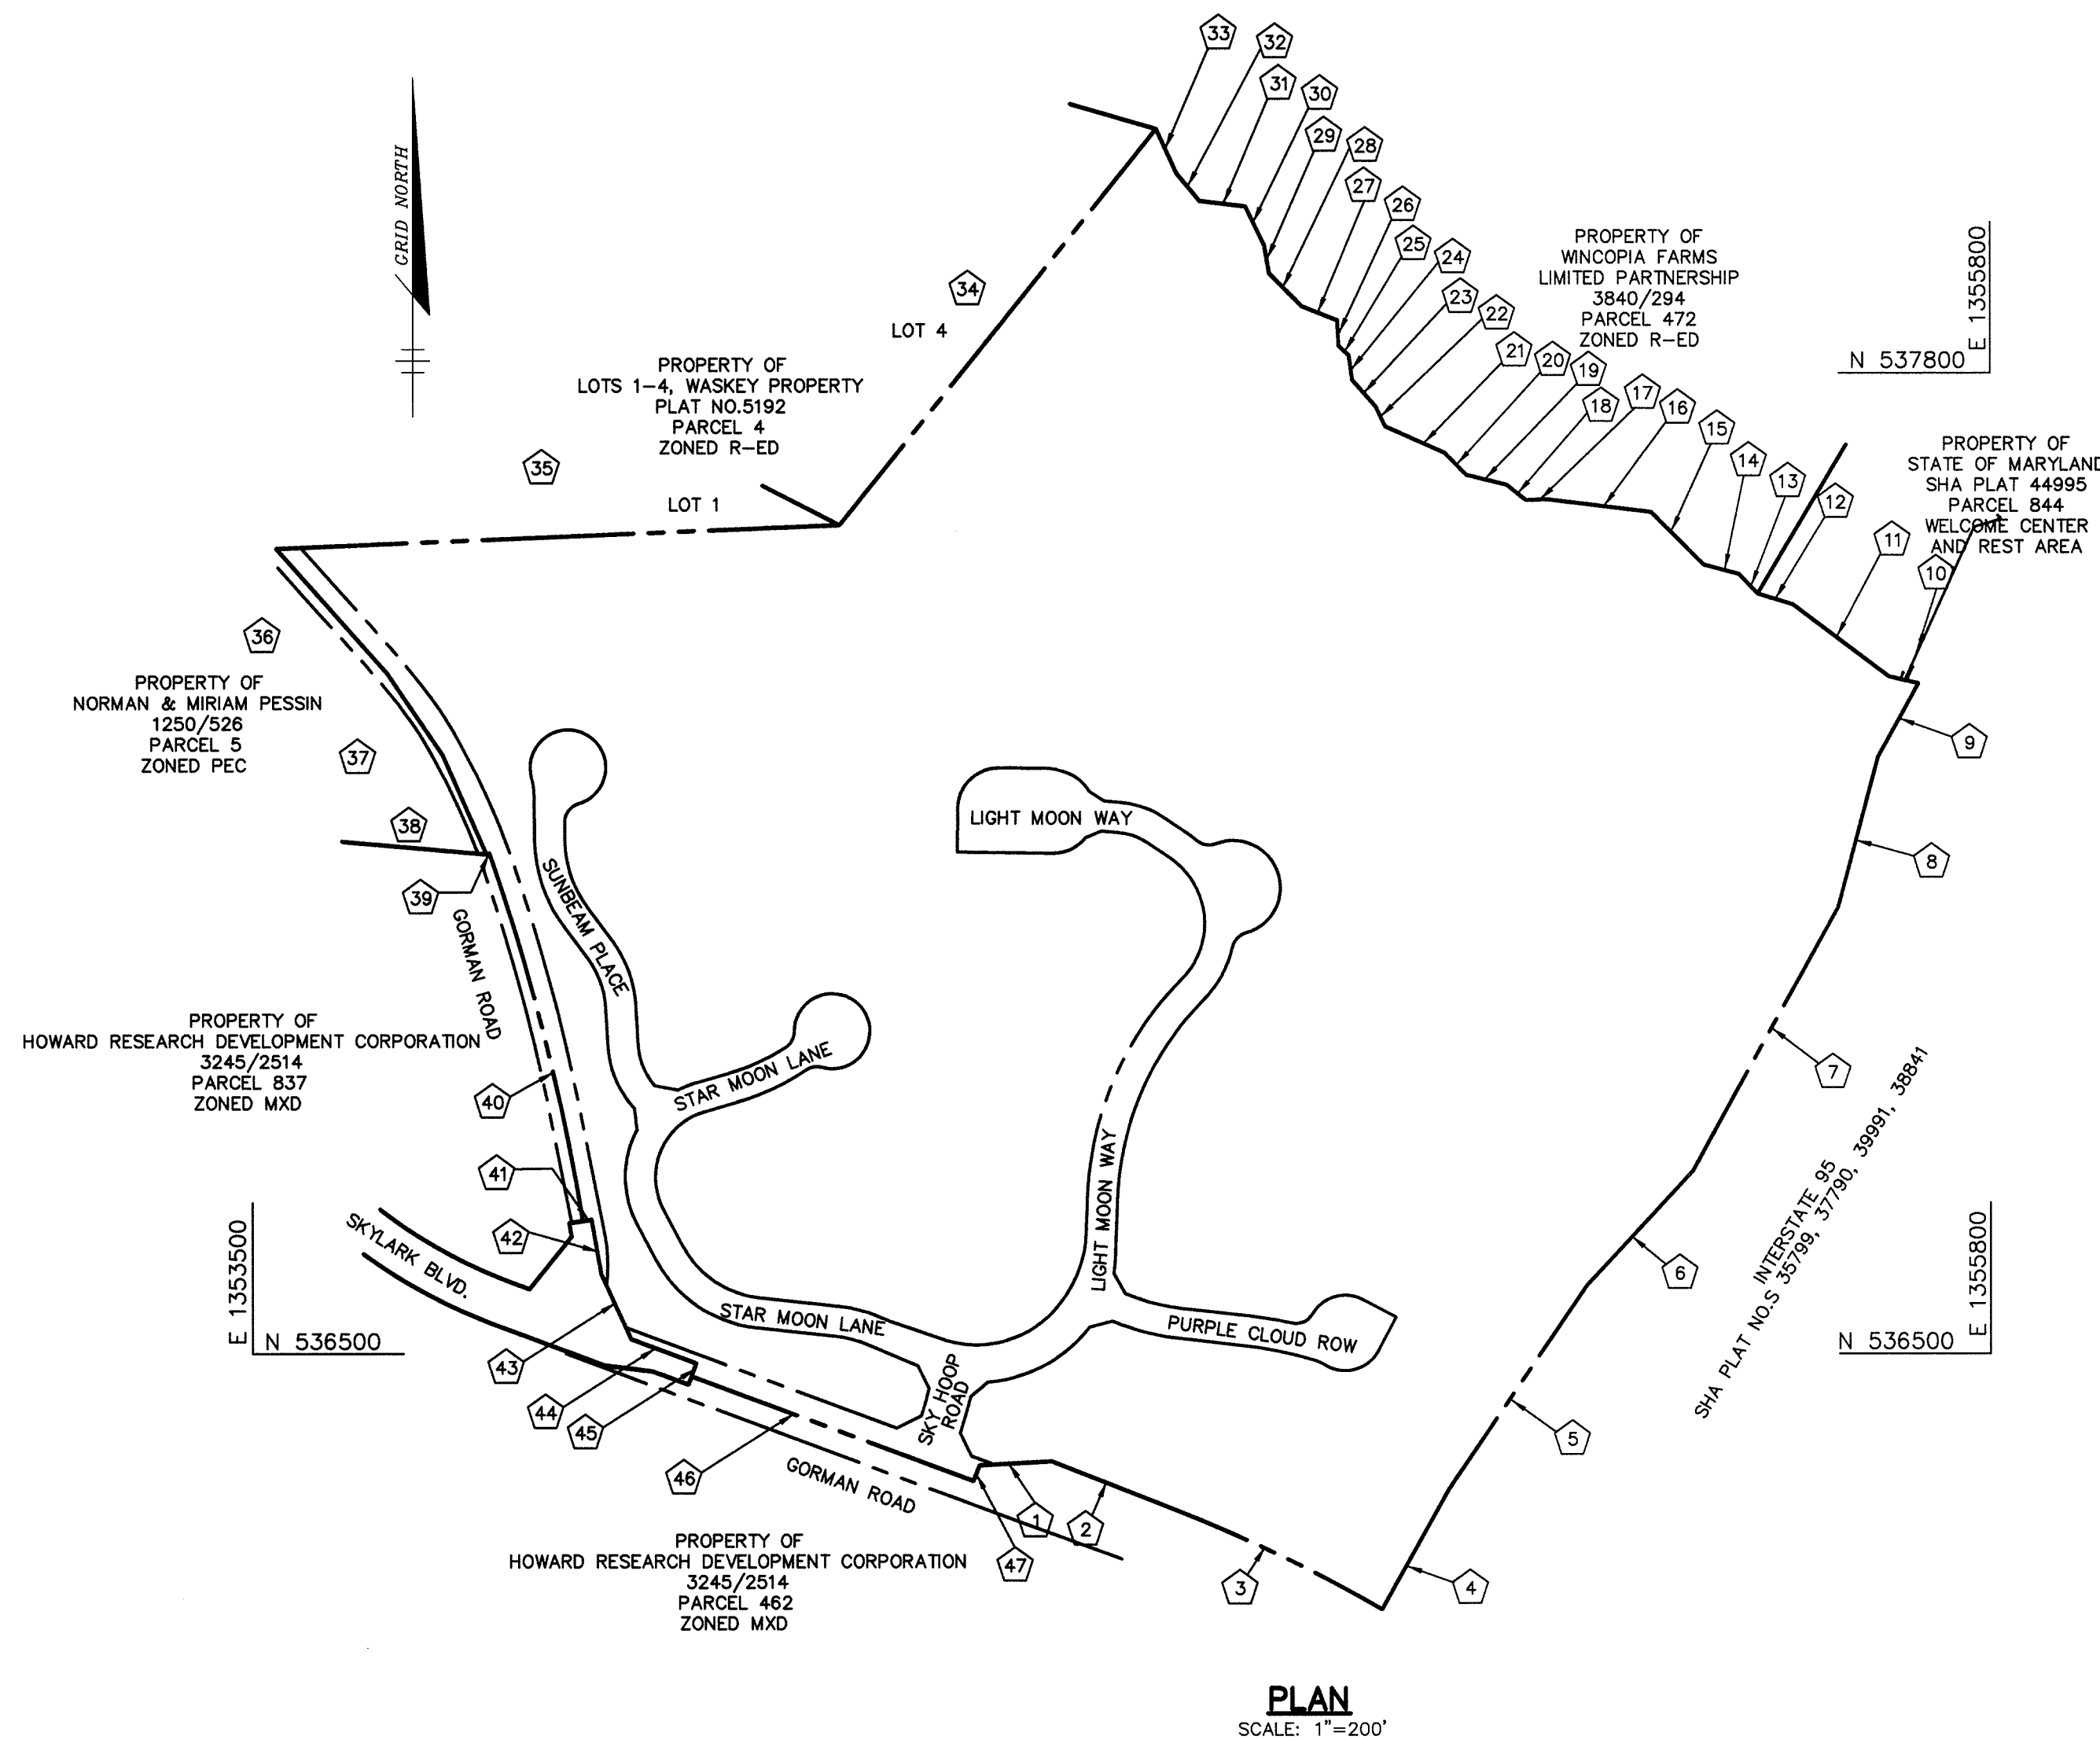 33
32
31
30
29
28
27
26
25
24
23
22
21
20
19
18
17
16
15
14
13
12
11
10
GRID NORTH
PROPERTY OF
WINCOPIA FARMS
LIMITED PARTNERSHIP
3840/294
PARCEL 472
ZONED R-ED
E 1355800
N 537800
34
LOT 4
PROPERTY OF
LOTS 1-4, WASKEY PROPERTY
PLAT NO.5192
PARCEL 4
ZONED R-ED
35
LOT 1
PROPERTY OF
STATE OF MARYLAND
SHA PLAT 44995
PARCEL 844
WELCOME CENTER
AND REST AREA
36
PROPERTY OF
NORMAN & MIRIAM PESSIN
1250/526
PARCEL 5
ZONED PEC
37
38
39
GORMAN ROAD
SUNBEAM PLACE
LIGHT MOON WAY
9
8
7
PROPERTY OF
HOWARD RESEARCH DEVELOPMENT CORPORATION
3245/2514
PARCEL 837
ZONED MXD
STAR MOON LANE
40
41
42
LIGHT MOON WAY
INTERSTATE 95
SHA PLAT NO.S 35799, 37790, 39991, 38841
6
SKYLARK BLVD.
E 1353500
N 536500
STAR MOON LANE
PURPLE CLOUD ROW
E 1355800
N 536500
43
44
45
46
SKY HOOP
ROAD
GORMAN ROAD
5
1
2
47
3
4
PROPERTY OF
HOWARD RESEARCH DEVELOPMENT CORPORATION
3245/2514
PARCEL 462
ZONED MXD
PLAN
SCALE: 1"=200'